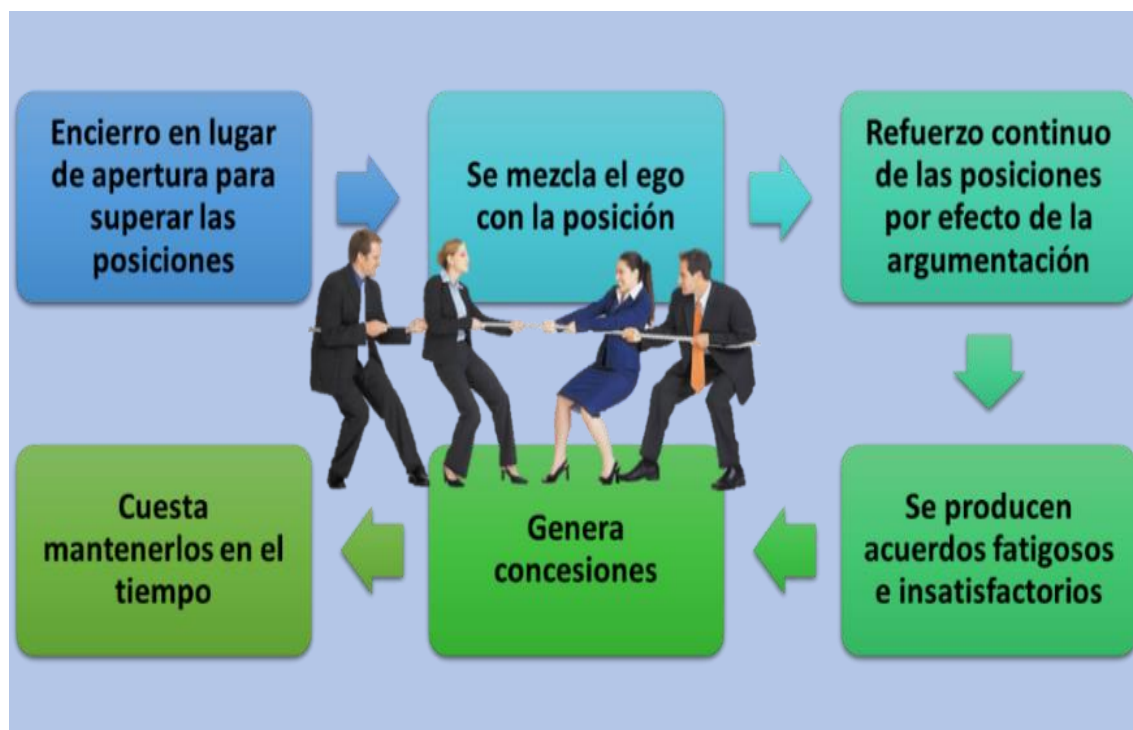 Encierro en lugar
de apertura para
superar las
posiciones
Se mezcla el ego
con la posición
Refuerzo continuo
de las posiciones
por efecto de la
argumentación
Se producen
acuerdos fatigosos
e insatisfactorios
Genera
concesiones
Cuesta
mantenerlos en el
tiempo